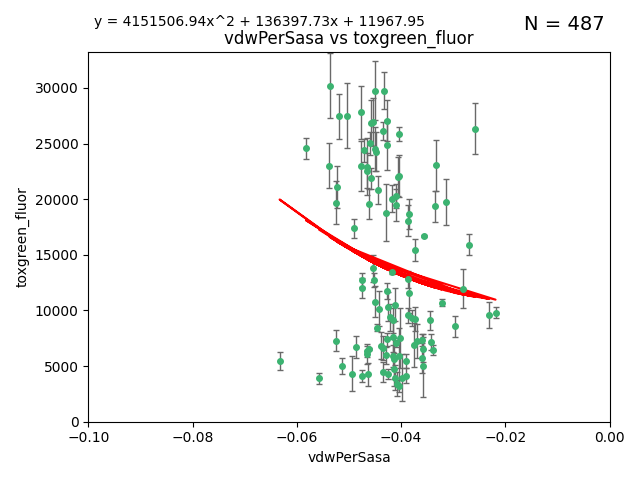 y = 4151506.94x^2 + 136397.73x + 11967.95
N = 487
vdwPerSasa vs toxgreen_fluor
30000
25000
20000
15000
10000
5000
0
toxgreen_fluor
−0.10
−0.08
−0.06
−0.04
−0.02
0.00
vdwPerSasa